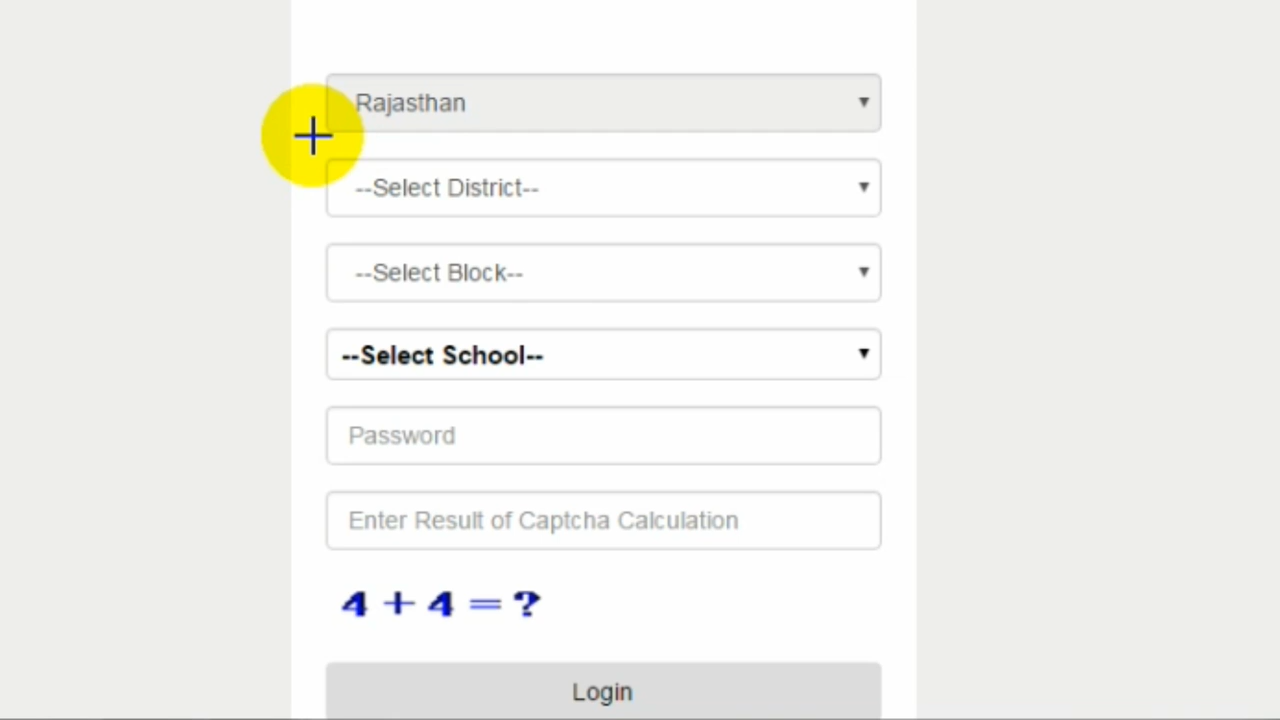 Rajasthan
--Select District--
--Select Block--
--Select School--
Password
Enter Result of Captcha Calculation
4 + 4 = ?
Login